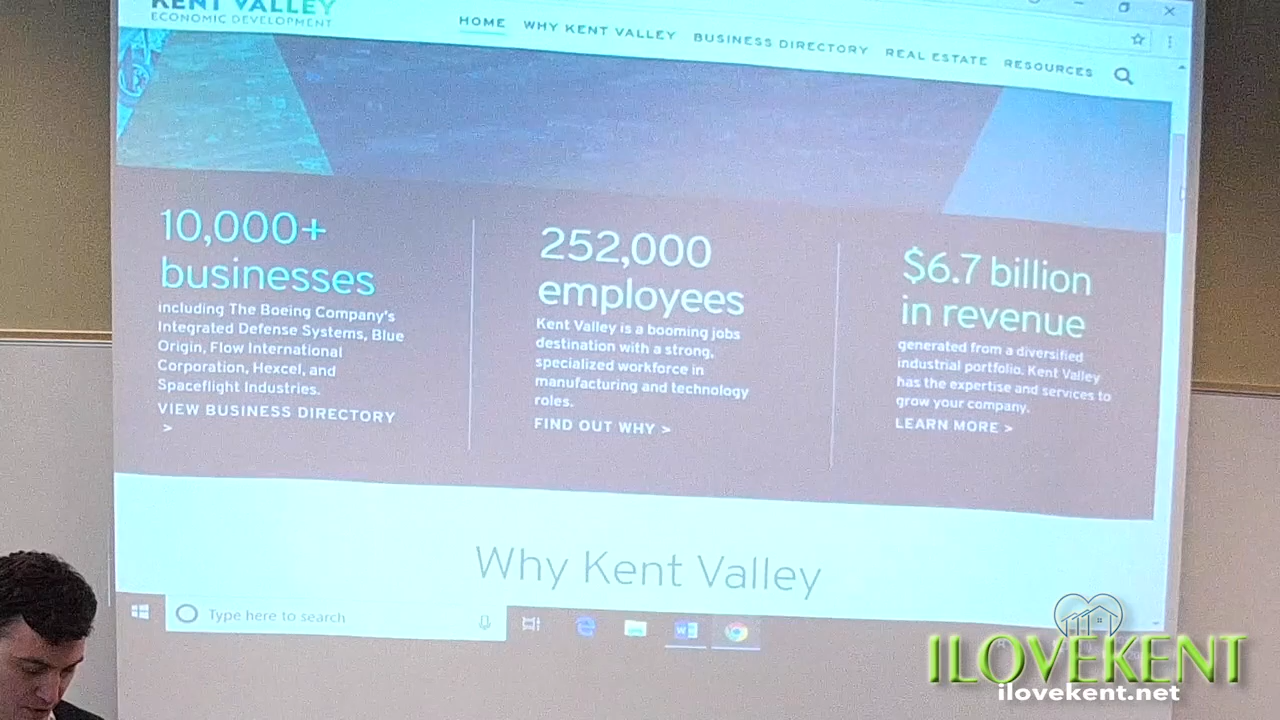 KENT VALLEY
ECONOMIC DEVELOPMENT
HOME WHY KENT VALLEY BUSINESS DIRECTORY REAL ESTATE RESOURCES
10,000+
businesses
including The Boeing Company's
Integrated Defense Systems, Blue
Origin, Flow International
Corporation, Hexcel, and
Spaceflight Industries.
VIEW BUSINESS DIRECTORY
>
252,000
employees
Kent Valley is a booming jobs
destination with a strong,
specialized workforce in
manufacturing and technology
roles.
FIND OUT WHY >
$6.7 billion
in revenue
generated from a diversified
industrial portfolio. Kent Valley
has the expertise and services to
grow your company.
LEARN MORE >
Why Kent Valley
Type here to search
ILOVEKENT
ilovekent.net